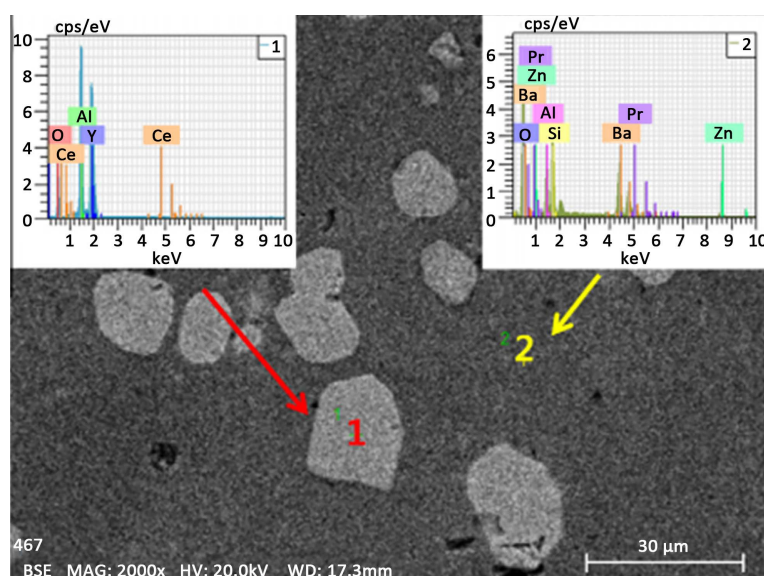 cps/eV
1
10
8
6
4
2
0
Al
O
Y
Ce
Ce
1 2 3 4 5 6 7 8 9 10
keV
cps/eV
2
6
5
4
3
2
1
0
Pr
Zn
Ba
Al
Pr
O
Si
Ba
Zn
1 2 3 4 5 6 7 8 9 10
keV
2
2
1
1
467
30 µm
BSE MAG: 2000x HV: 20.0kV WD: 17.3mm